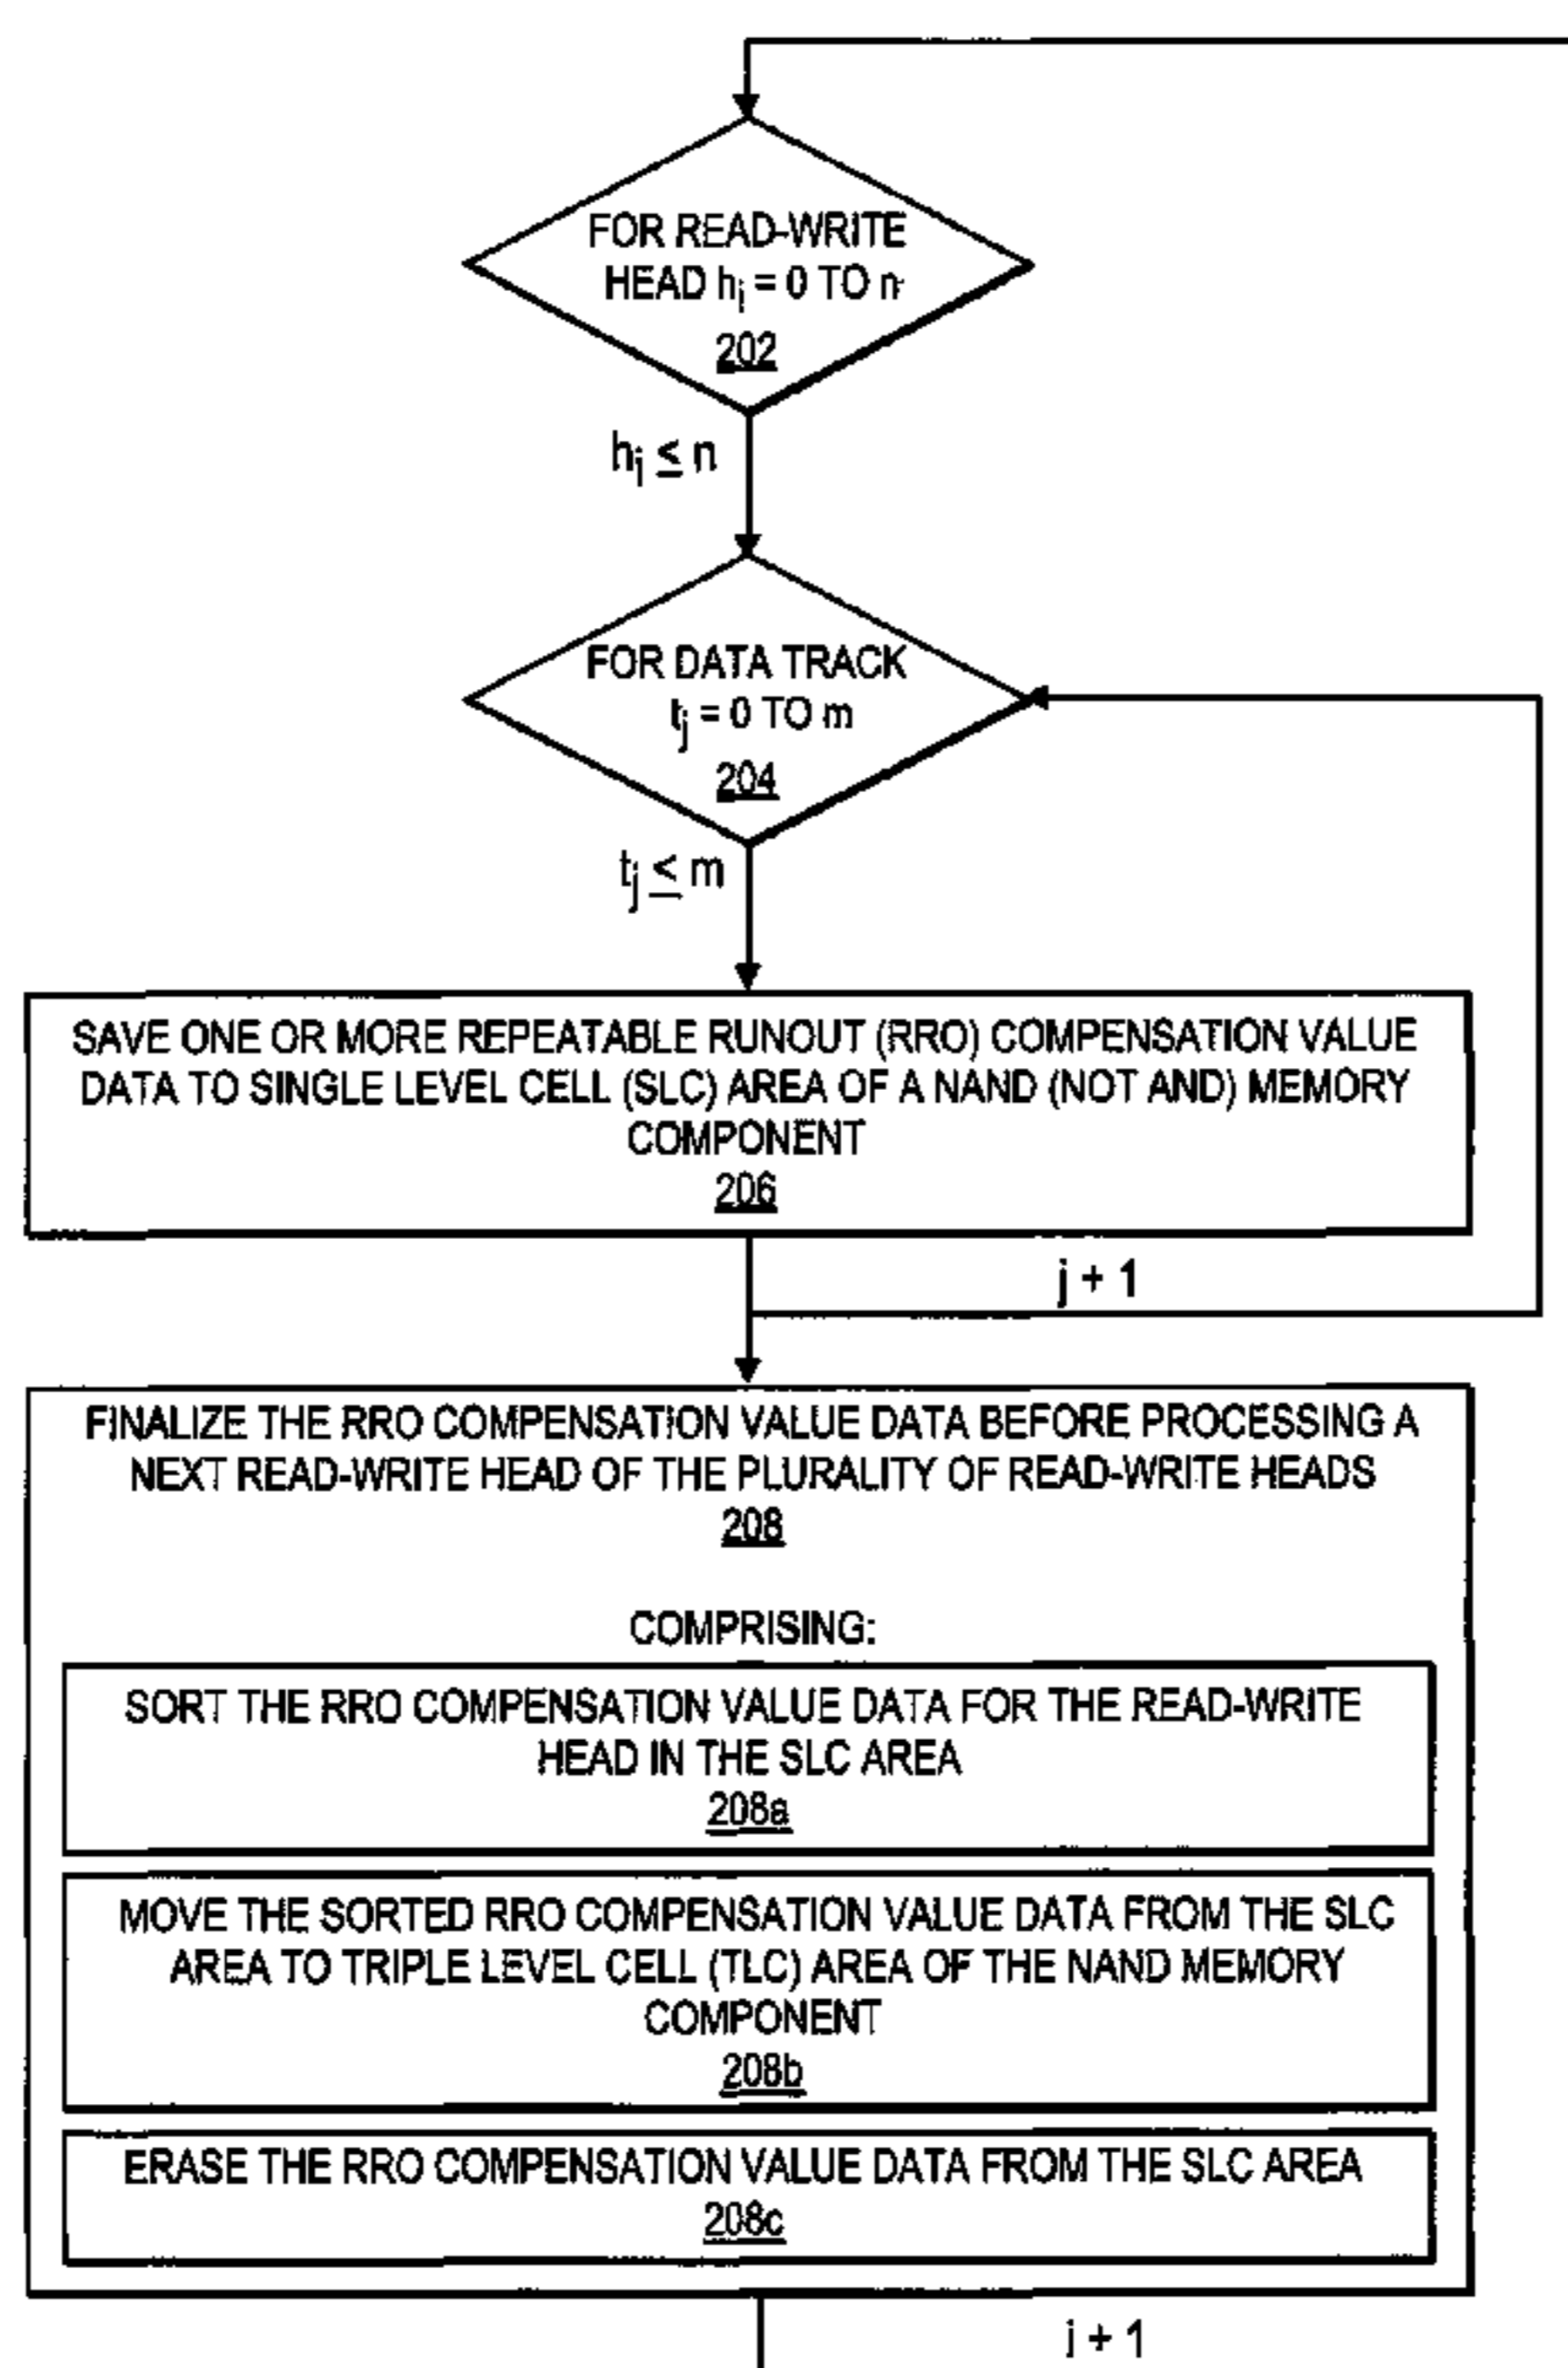 FOR READ-WRITE
HEAD hi = 0 TO n
202
hi ≤ n
FOR DATA TRACK
tj = 0 TO m
204
tj ≤ m
SAVE ONE OR MORE REPEATABLE RUNOUT (RRO) COMPENSATION VALUE
DATA TO SINGLE LEVEL CELL (SLC) AREA OF A NAND (NOT AND) MEMORY
COMPONENT
206
j + 1
FINALIZE THE RRO COMPENSATION VALUE DATA BEFORE PROCESSING A
NEXT READ-WRITE HEAD OF THE PLURALITY OF READ-WRITE HEADS
208
COMPRISING:
SORT THE RRO COMPENSATION VALUE DATA FOR THE READ-WRITE
HEAD IN THE SLC AREA
208a
MOVE THE SORTED RRO COMPENSATION VALUE DATA FROM THE SLC
AREA TO TRIPLE LEVEL CELL (TLC) AREA OF THE NAND MEMORY
COMPONENT
208b
ERASE THE RRO COMPENSATION VALUE DATA FROM THE SLC AREA
208c
i + 1